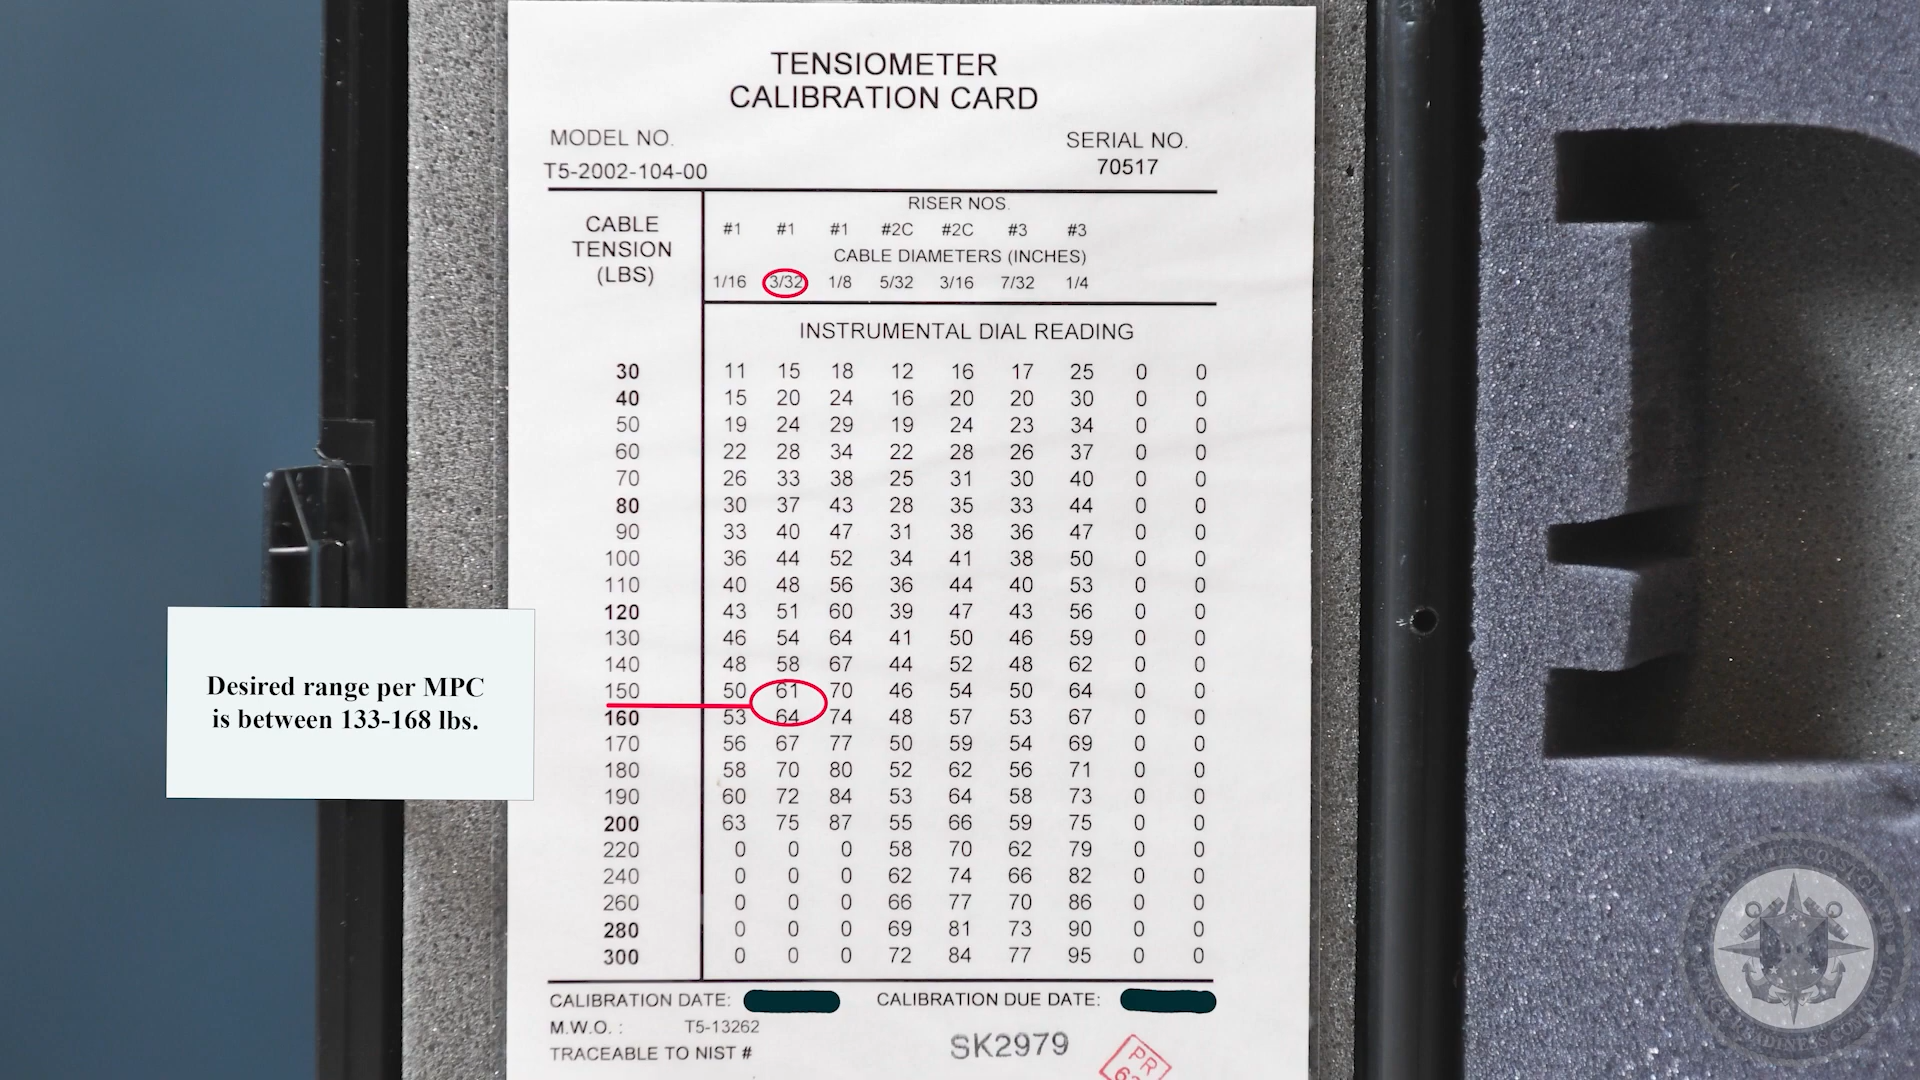 TENSIOMETER
CALIBRATION CARD
MODEL NO.
SERIAL NO.
T5-2002-104-00
70517
CABLE
TENSION
(LBS)
RISER NOS.
#1 #1 #1 #2C #2C #3 #3
CABLE DIAMETERS (INCHES)
1/16 3/32 1/8 5/32 3/16 7/32 1/4
INSTRUMENTAL DIAL READING
30 11 15 18 12 16 17 25 0 0
40 15 20 24 16 20 20 30 0 0
50 19 24 29 19 24 23 34 0 0
60 22 28 34 22 28 26 37 0 0
70 26 33 38 25 31 30 40 0 0
80 30 37 43 28 35 33 44 0 0
90 33 40 47 31 38 36 47 0 0
100 36 44 52 34 41 38 50 0 0
110 40 48 56 36 44 40 53 0 0
120 43 51 60 39 47 43 56 0 0
130 46 54 64 41 50 46 59 0 0
140 48 58 67 44 52 48 62 0 0
150 50 61 70 46 54 50 64 0 0
160 53 64 74 48 57 53 67 0 0
170 56 67 77 50 59 54 69 0 0
180 58 70 80 52 62 56 71 0 0
190 60 72 84 53 64 58 73 0 0
200 63 75 87 55 66 59 75 0 0
220 0 0 0 58 70 62 79 0 0
240 0 0 0 62 74 66 82 0 0
260 0 0 0 66 77 70 86 0 0
280 0 0 0 69 81 73 90 0 0
300 0 0 0 72 84 77 95 0 0
CALIBRATION DATE:
CALIBRATION DUE DATE:
M.W.O. : T5-13262
TRACEABLE TO NIST #
SK2979
PR
Desired range per MPC
is between 133-168 lbs.